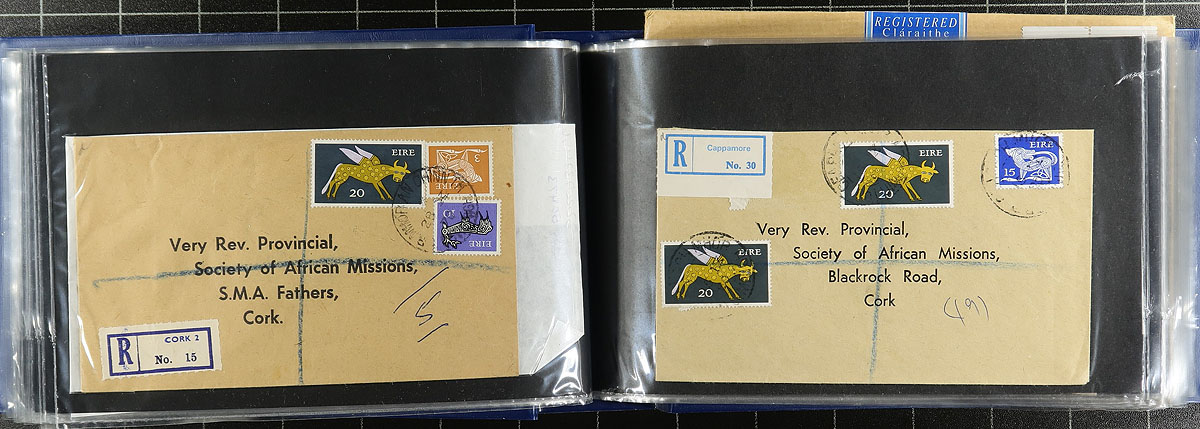 REGISTERED
Cláraithe
EIRE
20
3
EIRE
EIRE
Very Rev. Provincial,
Society of African Missions,
S.M.A. Fathers,
Cork.
R
CORK 2
No. 15
R
Cappamore
No. 30
EIRE
20
EIRE
15
Very Rev. Provincial,
Society of African Missions,
Blackrock Road,
Cork
EIRE
20
(491)